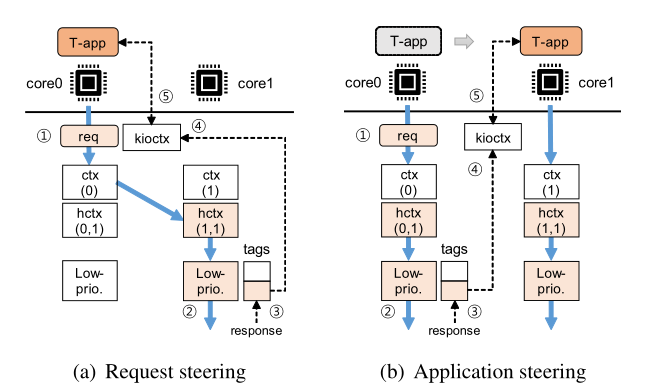 T-app
core0
core1
⑤
① req
kioctx
④
ctx
(0)
ctx
(1)
hctx
(0,1)
hctx
(1,1)
tags
Low-
prio.
Low-
prio.
②
③
response
(a) Request steering
T-app
T-app
core0
core1
⑤
① req
kioctx
④
ctx
(0)
ctx
(1)
hctx
(0,1)
hctx
(1,1)
tags
Low-
prio.
Low-
prio.
②
③
response
(b) Application steering